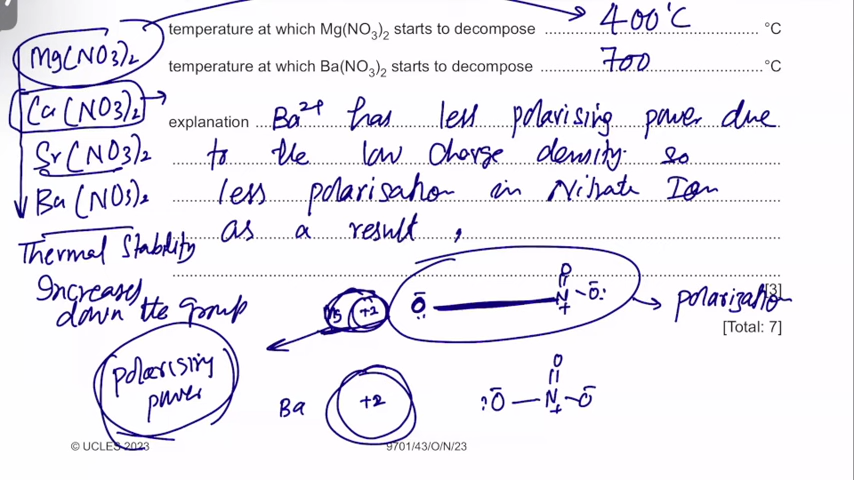 temperature at which Mg(NO3)2 starts to decompose 400°C °C
Mg(NO3)2
temperature at which Ba(NO3)2 starts to decompose 700 °C
Ca(NO3)2
explanation Ba2+ has less polarising power due
Sr(NO3)2
to the low charge density so
Ba(NO3)2
less polarisation in Nitrate Ion
as a result,
Thermal Stability
Increases
down the group
[3]
polarization
[Total: 7]
+2
O N O O +
polarising
power
Ba +2
O N O O +
© UCLES 2023 9701/43/O/N/23